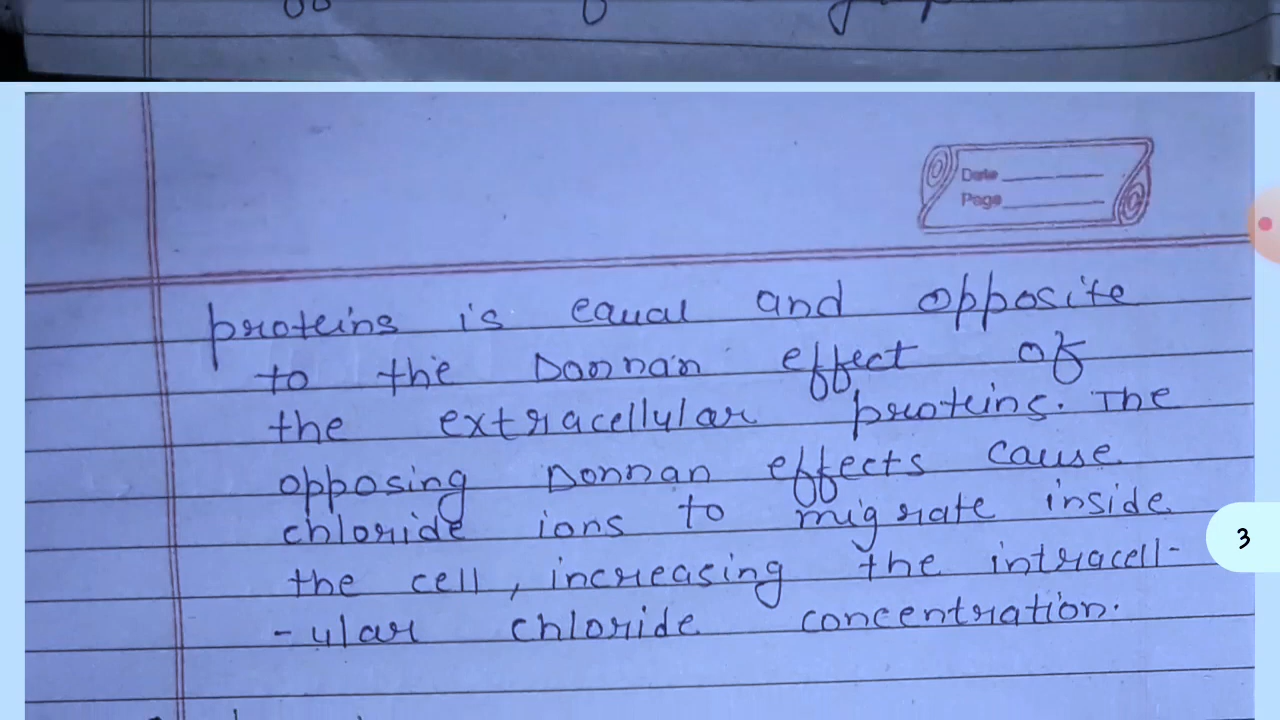 Date
Page
proteins is equal and opposite
to the Donnan effect of
the extracellular proteins. The
opposing Donnan effects cause
chloride ions to migrate inside
the cell, increasing the intracell-
-ular chloride concentration.
3